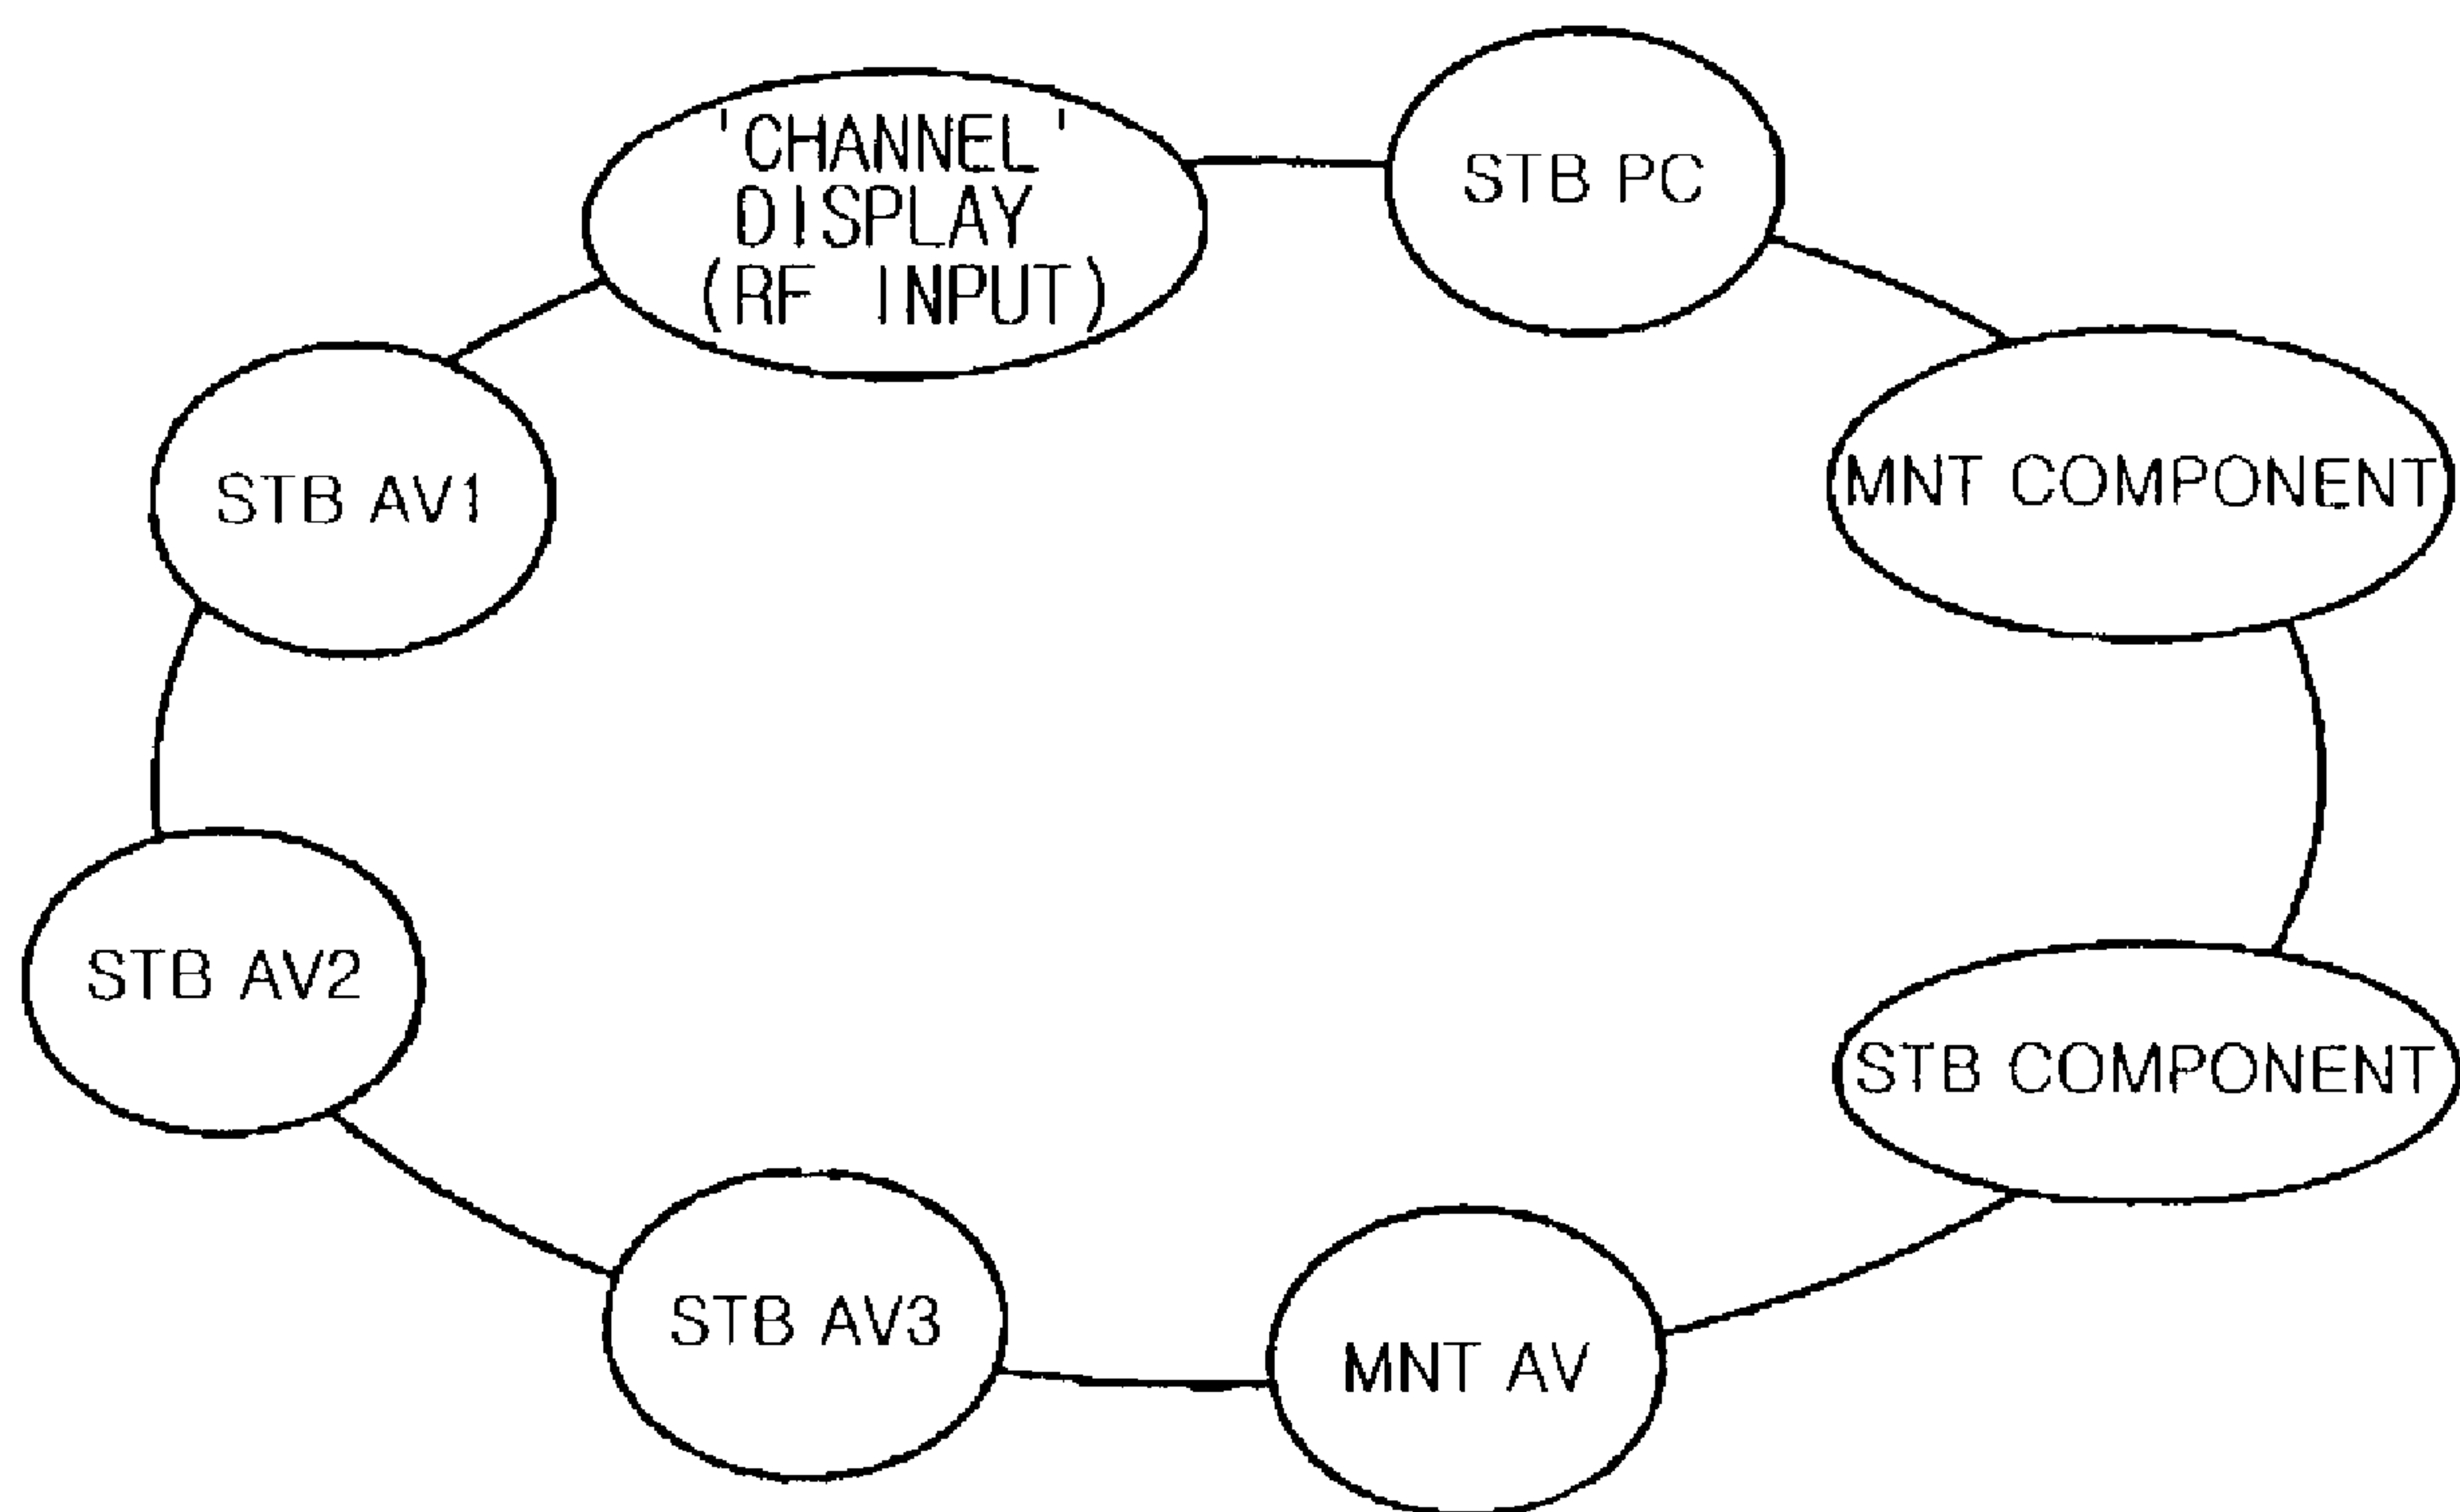 'CHANNEL'
DISPLAY
(RF INPUT)
STB PC
STB AV1
MNT COMPONENT
STB AV2
STB COMPONENT
STB AV3
MNT AV